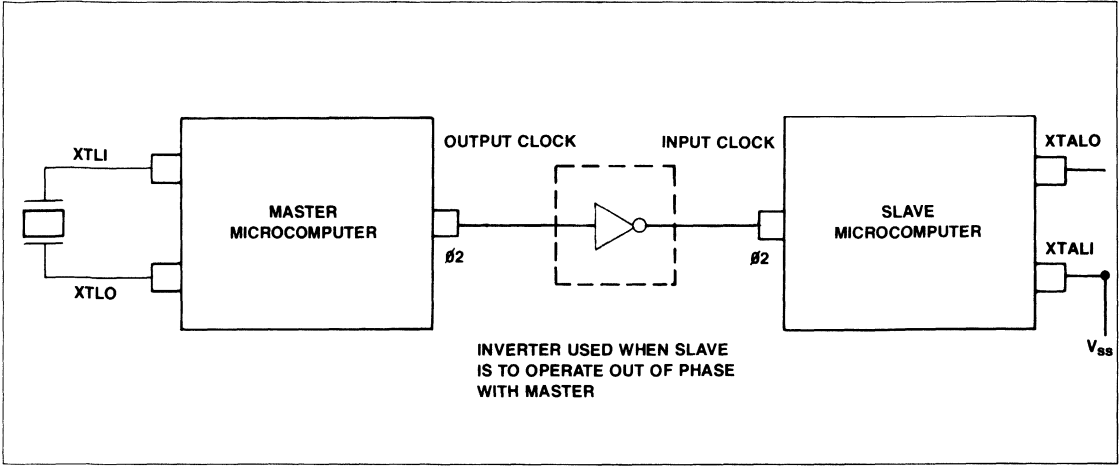 OUTPUT CLOCK
INPUT CLOCK
XTLI
XTALO
MASTER
MICROCOMPUTER
SLAVE
MICROCOMPUTER
Ø2
Ø2
XTALI
XTLO
INVERTER USED WHEN SLAVE
IS TO OPERATE OUT OF PHASE
WITH MASTER
Vss